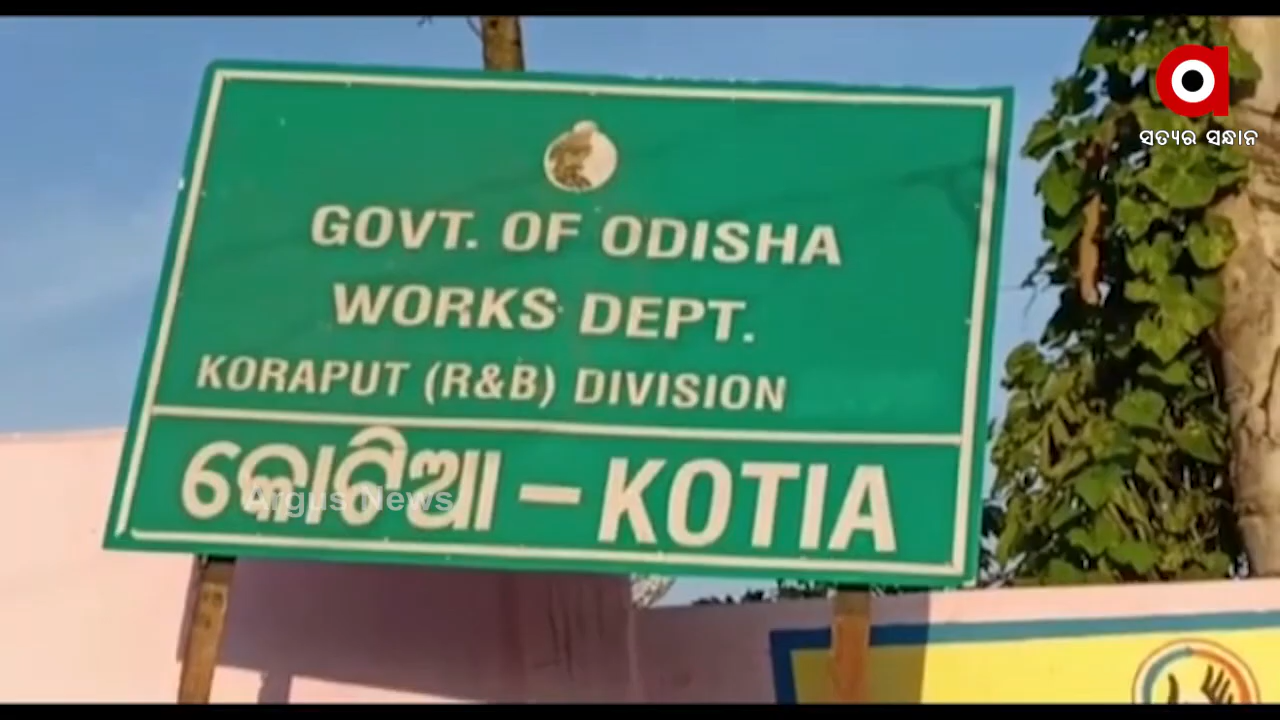 ସତ୍ୟର ସନ୍ଧାନ
GOVT. OF ODISHA
WORKS DEPT.
KORAPUT (R&B) DIVISION
କୋଟିଆ – KOTIA
Argus News